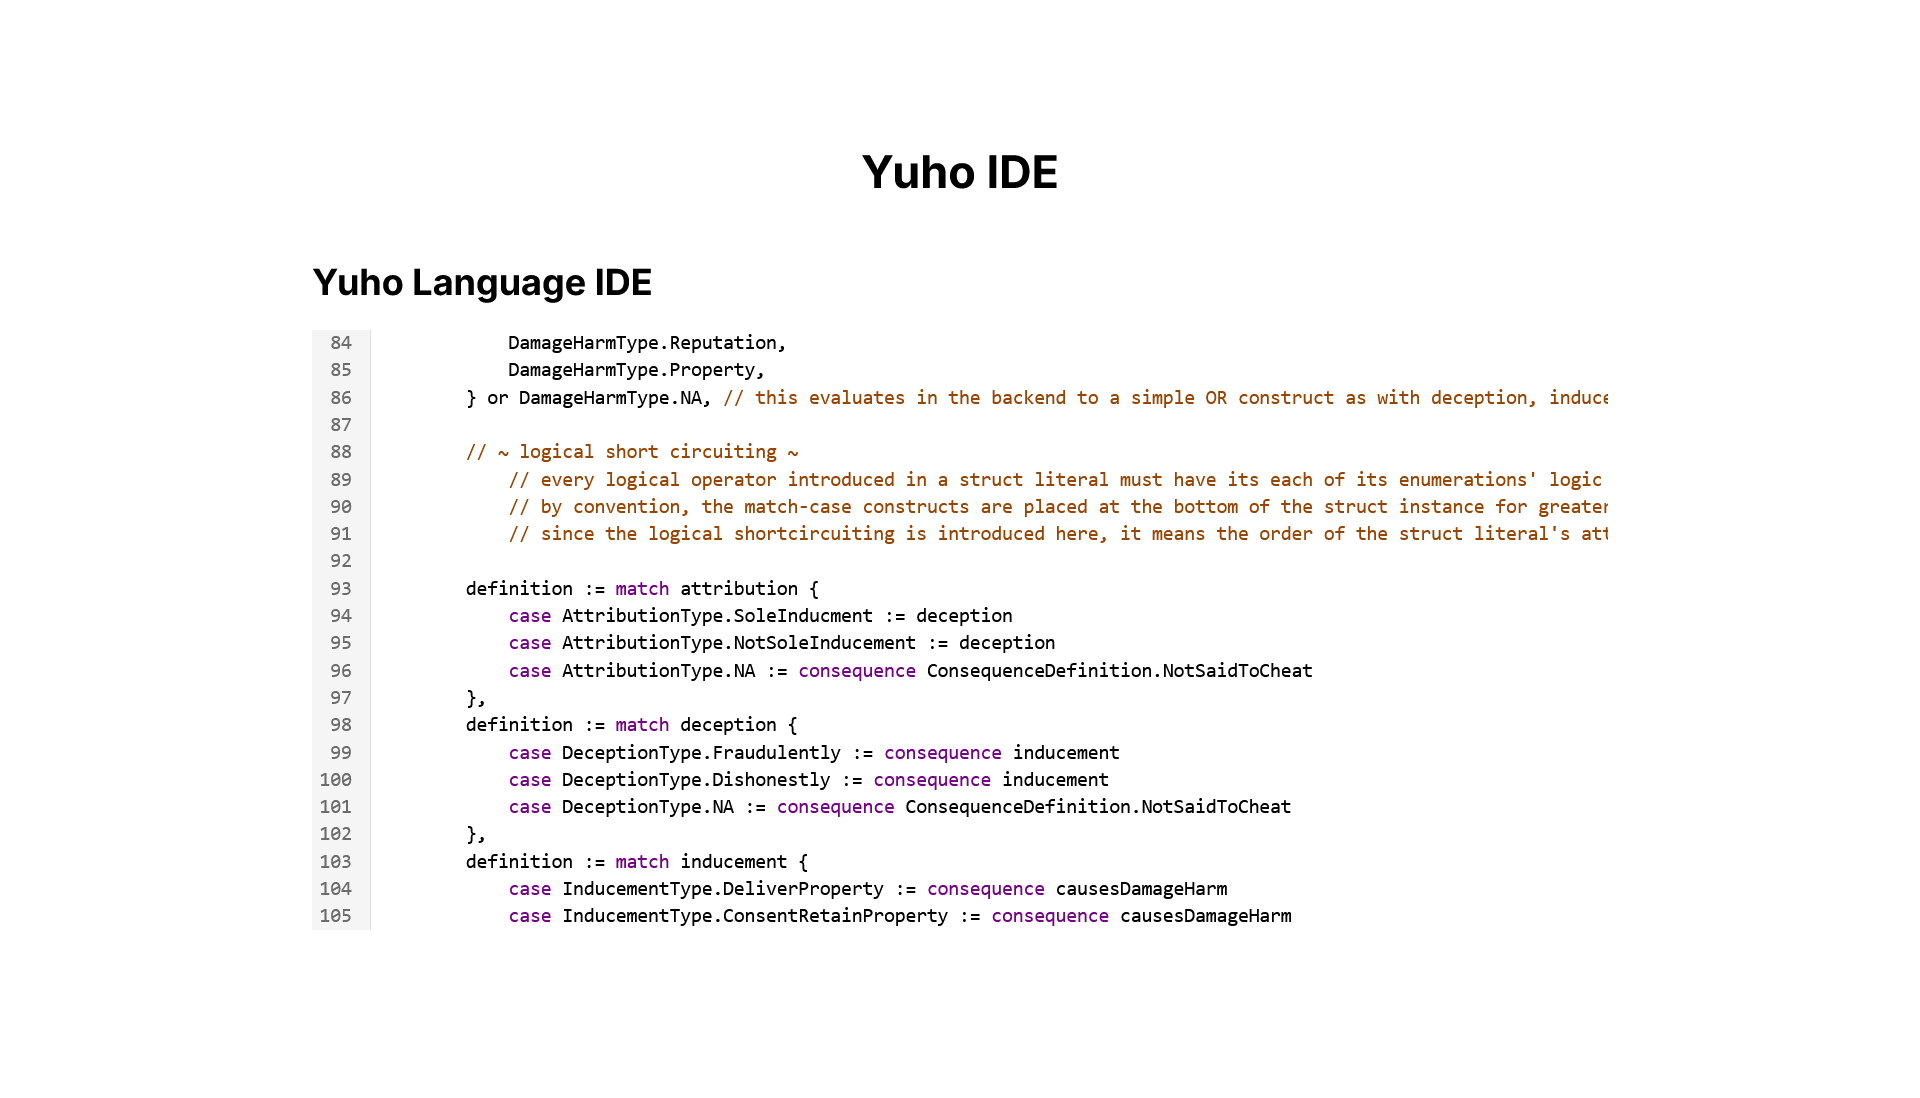 Yuho IDE
Yuho Language IDE
84 DamageHarmType.Reputation,
85 DamageHarmType.Property,
86 } or DamageHarmType.NA, // this evaluates in the backend to a simple OR construct as with deception,
87
88 // ~ logical short circuiting ~
89 // every logical operator introduced in a struct literal must have its each of its enumerations' logic
90 // by convention, the match-case constructs are placed at the bottom of the struct instance for greater
91 // since the logical shortcircuiting is introduced here, it means the order of the struct literal's
92
93 definition := match attribution {
94 case AttributionType.SoleInducment := deception
95 case AttributionType.NotSoleInducement := deception
96 case AttributionType.NA := consequence ConsequenceDefinition.NotSaidToCheat
97 },
98 definition := match deception {
99 case DeceptionType.Fraudulently := consequence inducement
100 case DeceptionType.Dishonestly := consequence inducement
101 case DeceptionType.NA := consequence ConsequenceDefinition.NotSaidToCheat
102 },
103 definition := match inducement {
104 case InducementType.DeliverProperty := consequence causesDamageHarm
105 case InducementType.ConsentRetainProperty := consequence causesDamageHarm